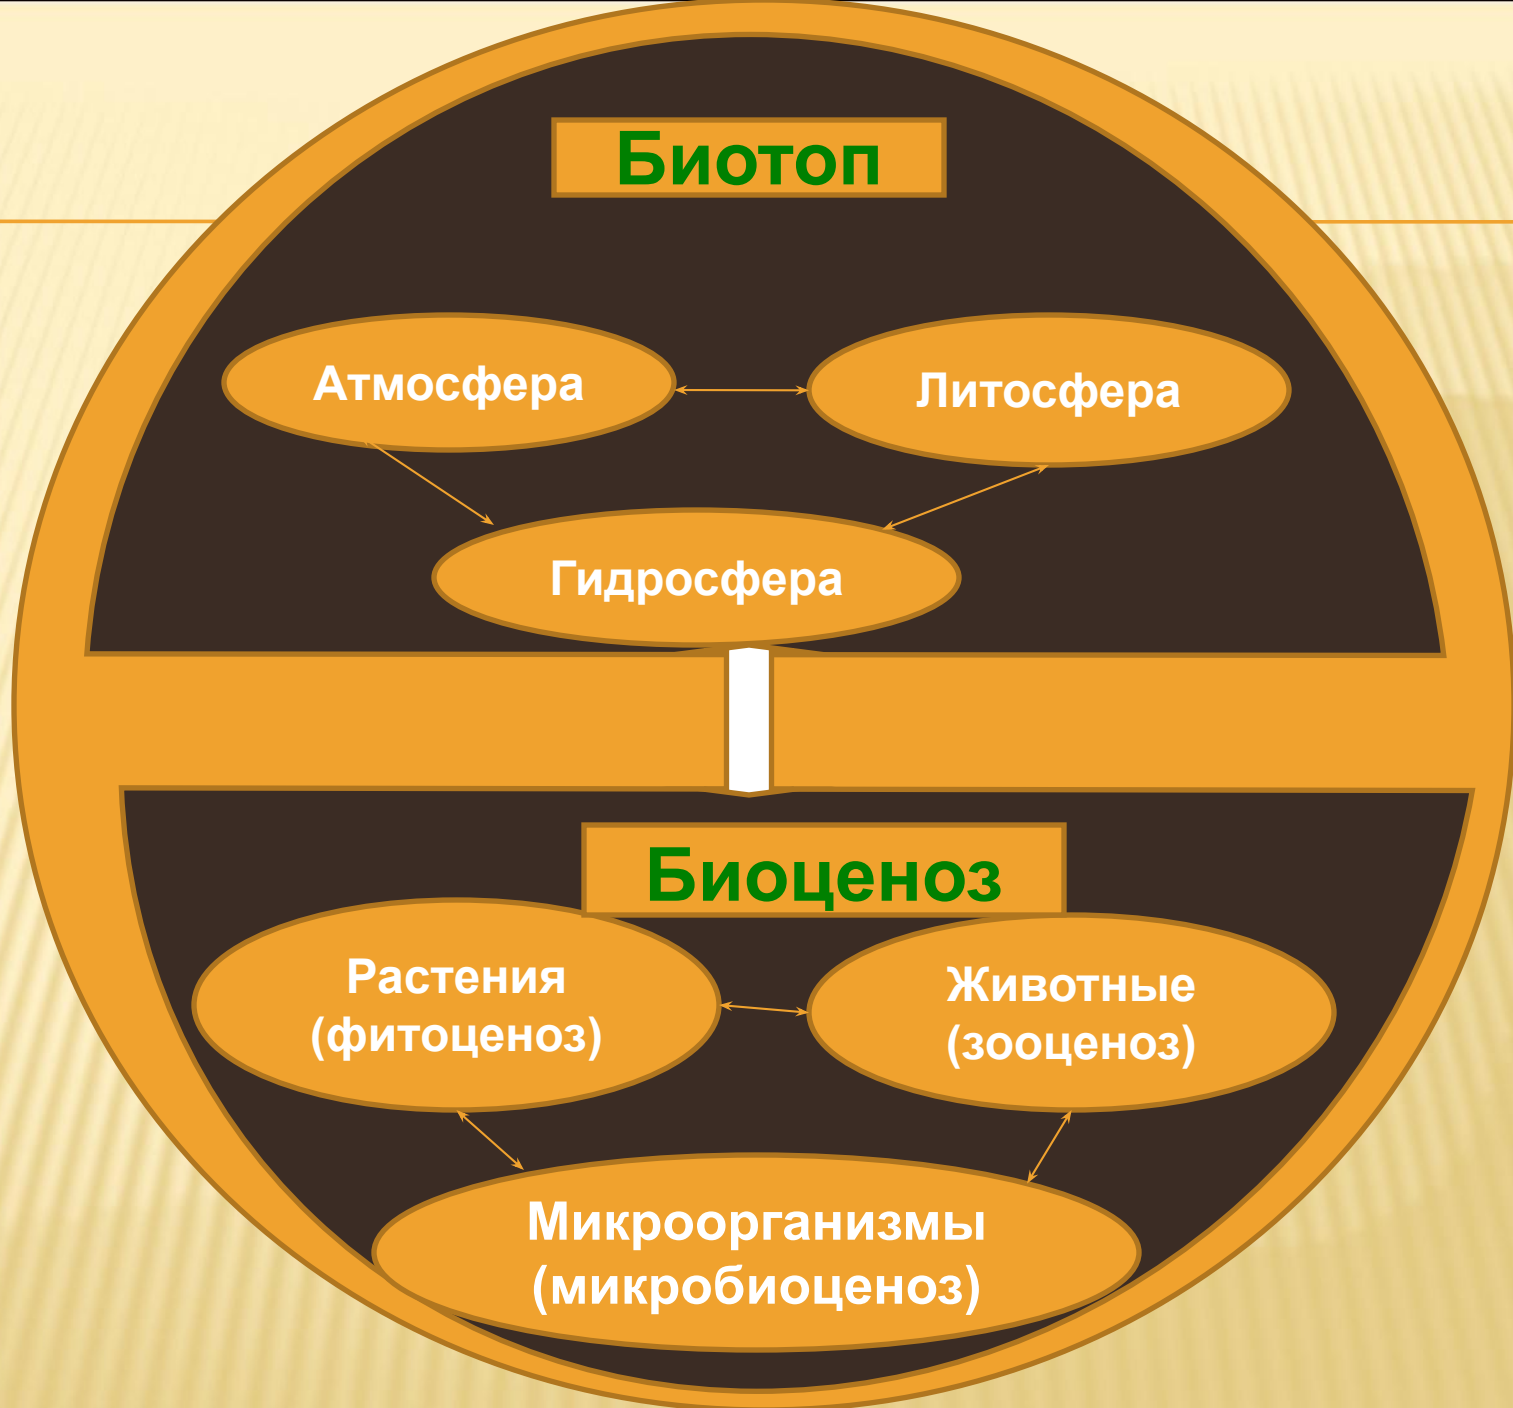 Биотоп
Атмосфера
Литосфера
Гидросфера
Биоценоз
Растения
(фитоценоз)
Животные
(зооценоз)
Микроорганизмы
(микробиоценоз)